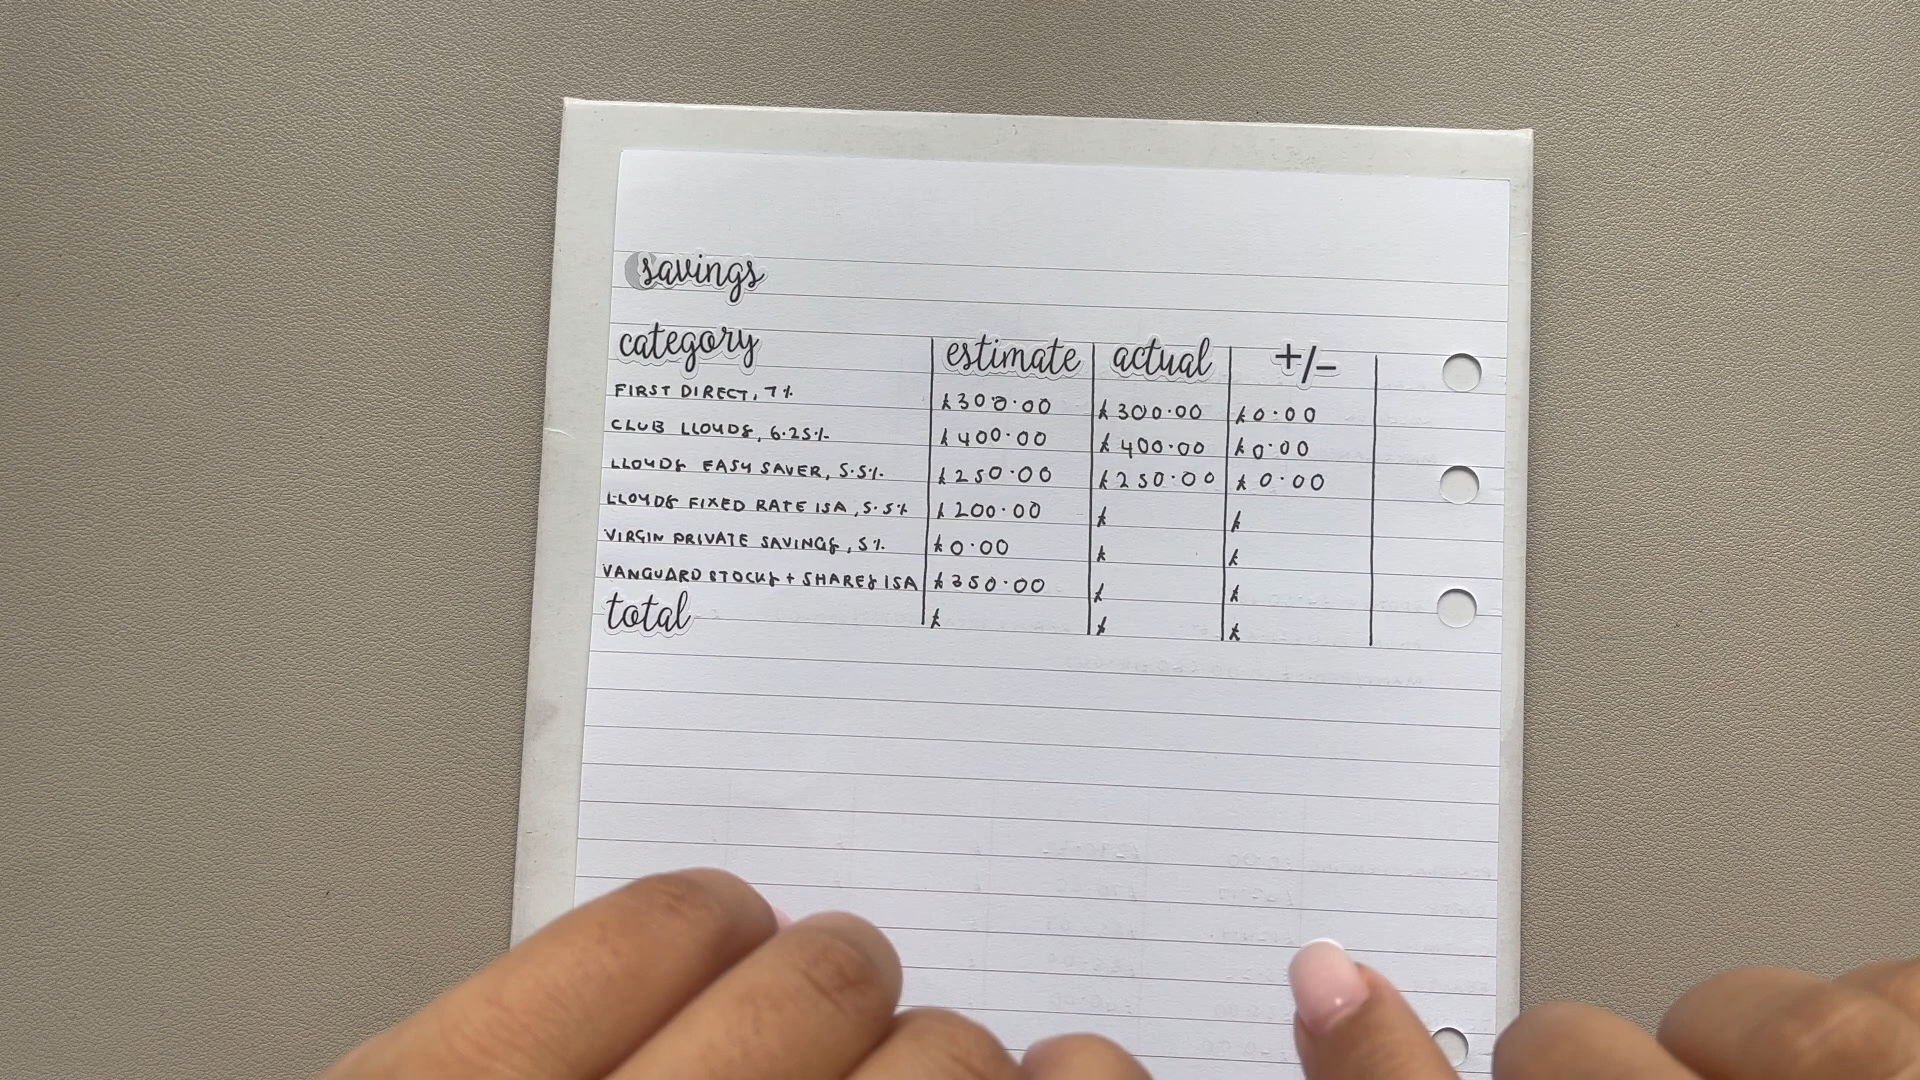 savings
category estimate actual +/-
FIRST DIRECT, 7% £300.00 £300.00 £0.00
CLUB LLOYDS, 6.25% £400.00 £400.00 £0.00
LLOYDS EASY SAVER, 5.5% £250.00 £250.00 £0.00
LLOYDS FIXED RATE ISA, 5.5% £200.00 £ £
VIRGIN PRIVATE SAVINGS, 5% £0.00 £ £
VANGUARD STOCKS + SHARES ISA £350.00 £ £
total £ £ £